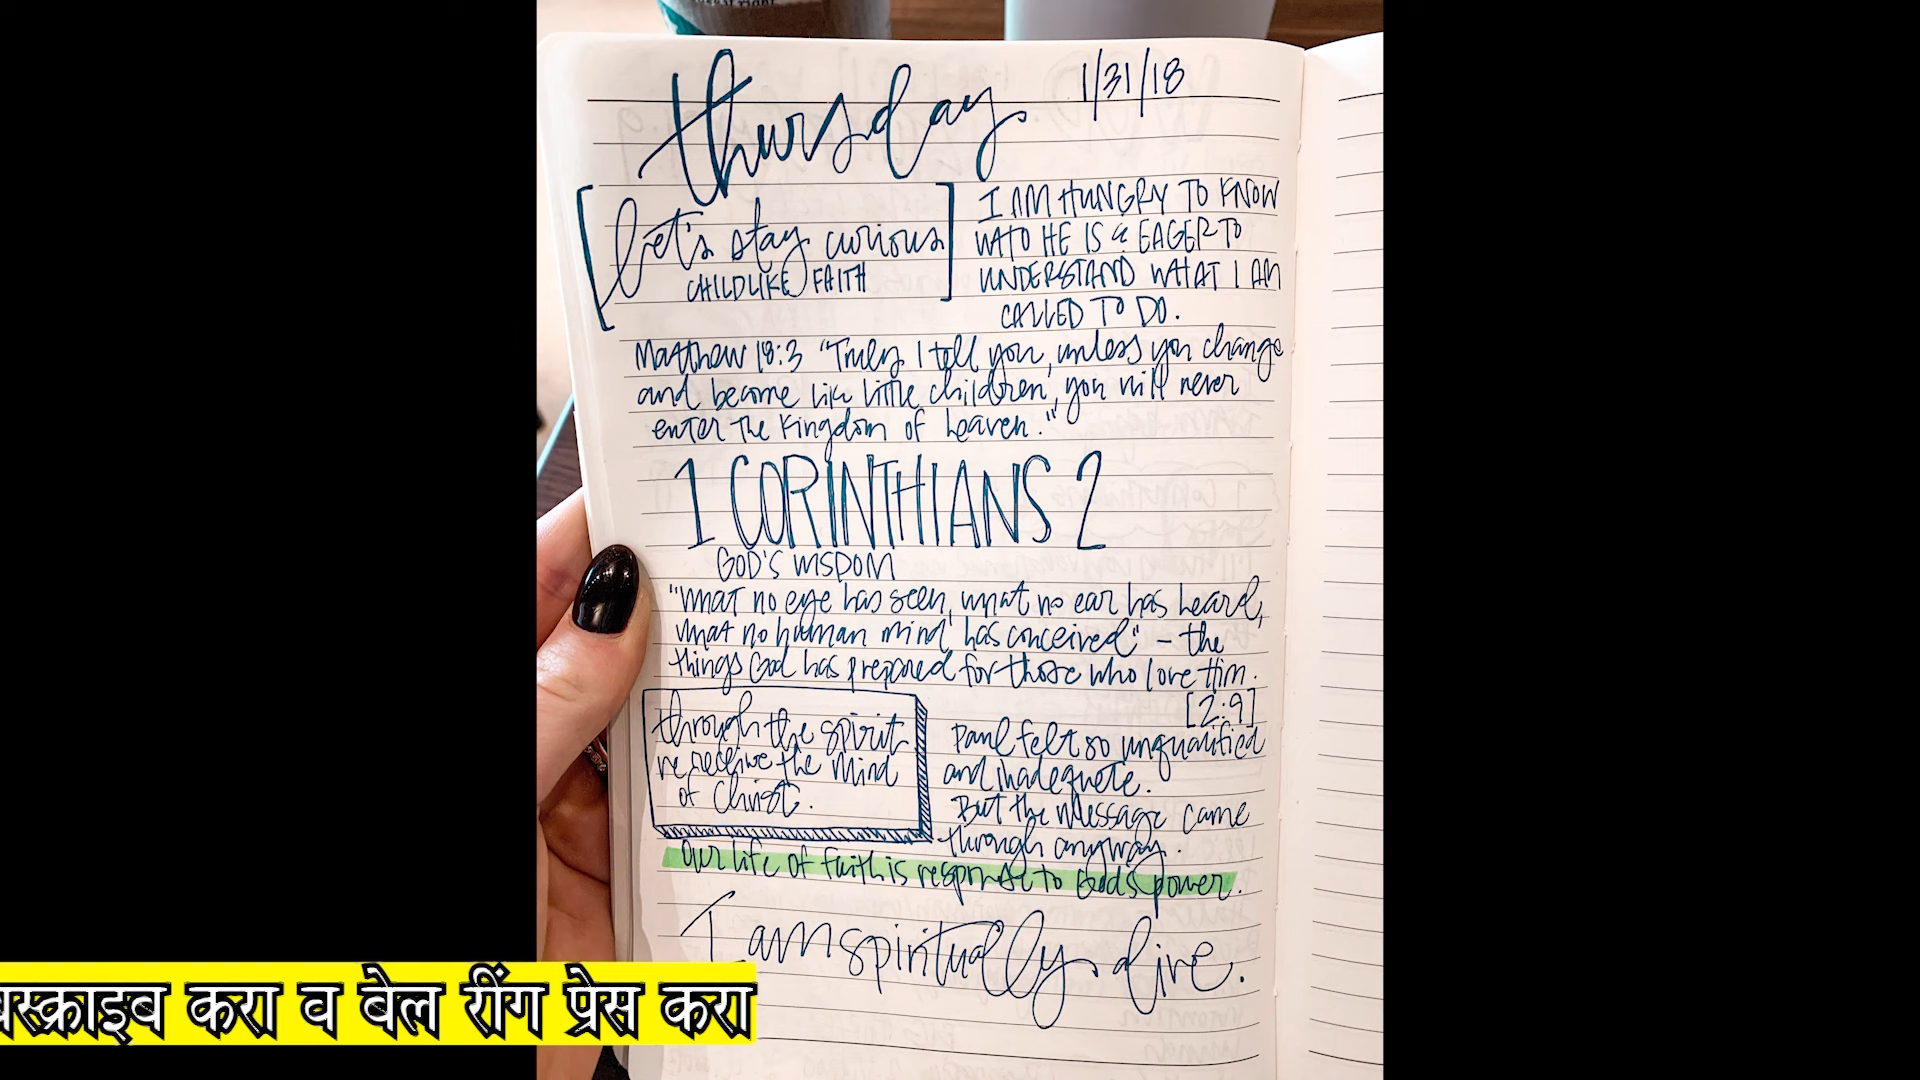 Thursday
1/31/18
[Let's stay curious]
CHILDLIKE FAITH
I AM HUNGRY TO KNOW
WHO HE IS & EAGER TO
UNDERSTAND WHAT I AM
CALLED TO DO.
Matthew 18:3 "Truly I tell you, unless you change
and become like little children, you will never
enter the Kingdom of heaven."
1 CORINTHIANS 2
GOD'S WISDOM
"What no eye has seen, what no ear has heard,
what no human mind has conceived" – the
things God has prepared for those who love Him.
[2:9]
through the spirit
we receive the mind
of Christ.
Paul felt so unqualified
and inadequate.
But the message came
through anyway.
Our life of faith is response to God's power.
I am spiritually alive.
बस्क्राइब करा व बेल रींग प्रेस करा